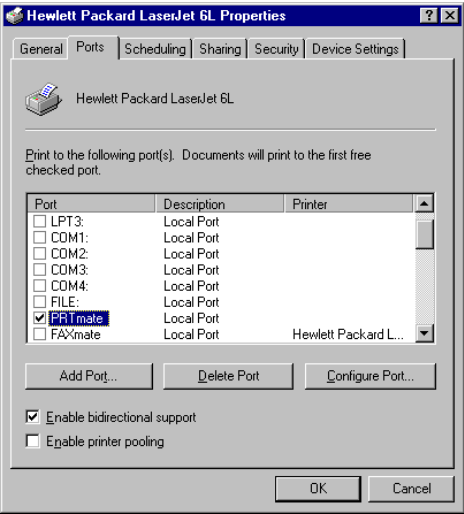 Hewlett Packard LaserJet 6L Properties
General Ports Scheduling Sharing Security Device Settings
Hewlett Packard LaserJet 6L
Print to the following port(s). Documents will print to the first free
checked port.
Port Description Printer
LPT3: Local Port
COM1: Local Port
COM2: Local Port
COM3: Local Port
COM4: Local Port
FILE: Local Port
PRTmate Local Port
FAXmate Local Port Hewlett Packard L...
Add Port... Delete Port Configure Port...
Enable bidirectional support
Enable printer pooling
OK Cancel